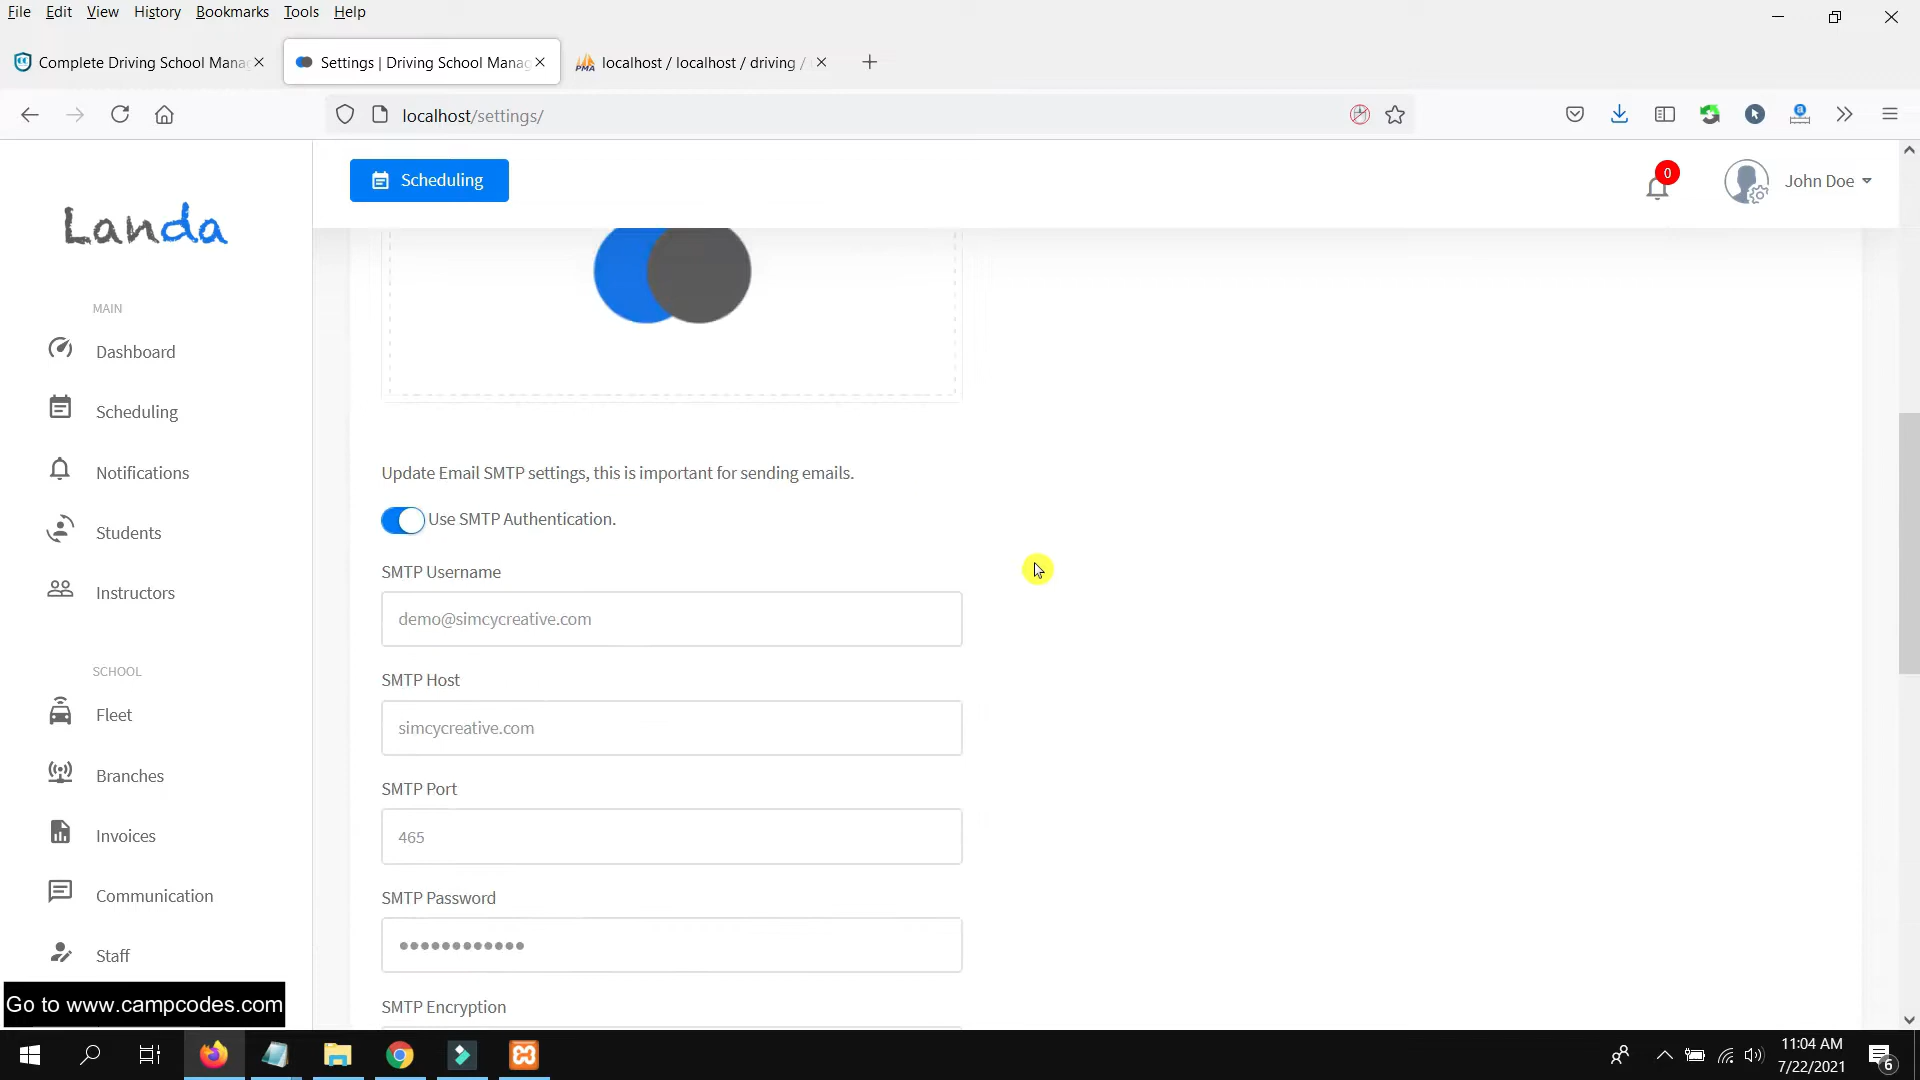 File Edit View History Bookmarks Tools Help
Complete Driving School Mana
Settings | Driving School Manag
PMA
localhost / localhost / driving /
localhost/settings/
a
Scheduling
0
John Doe
Landa
MAIN
Dashboard
Scheduling
Notifications
Students
Instructors
SCHOOL
Fleet
Branches
Invoices
Communication
Staff
Update Email SMTP settings, this is important for sending emails.
Use SMTP Authentication.
SMTP Username
demo@simcycreative.com
SMTP Host
simcycreative.com
SMTP Port
465
SMTP Password
••••••••••••
SMTP Encryption
Go to www.campcodes.com
11:04 AM
7/22/2021
6